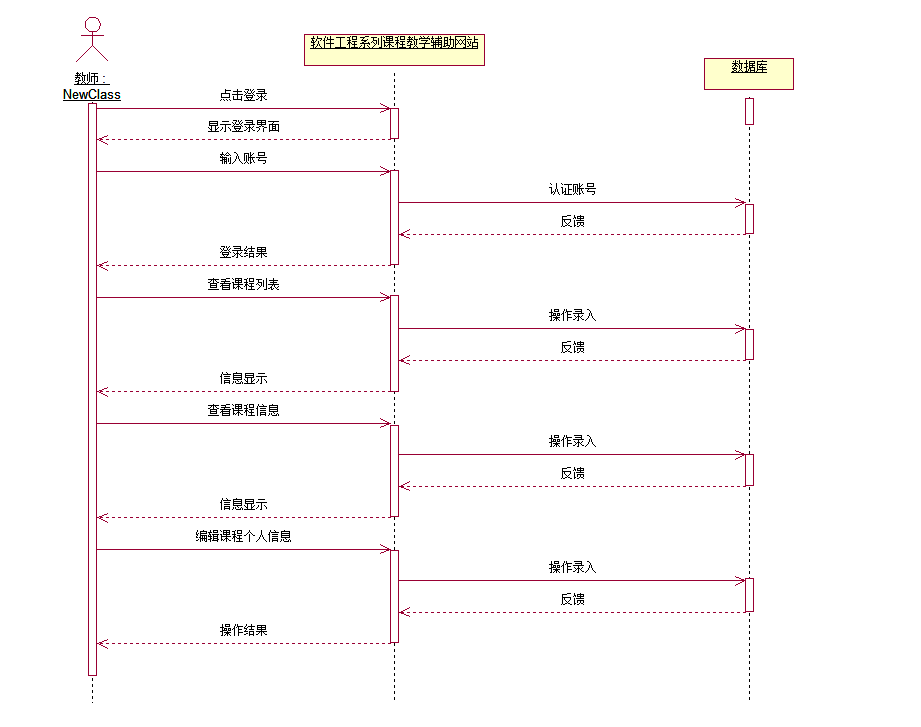 软件工程系列课程教学辅助网站
数据库
教师：
NewClass
点击登录
显示登录界面
输入账号
认证账号
反馈
登录结果
查看课程列表
操作录入
反馈
信息显示
查看课程信息
操作录入
反馈
信息显示
编辑课程个人信息
操作录入
反馈
操作结果